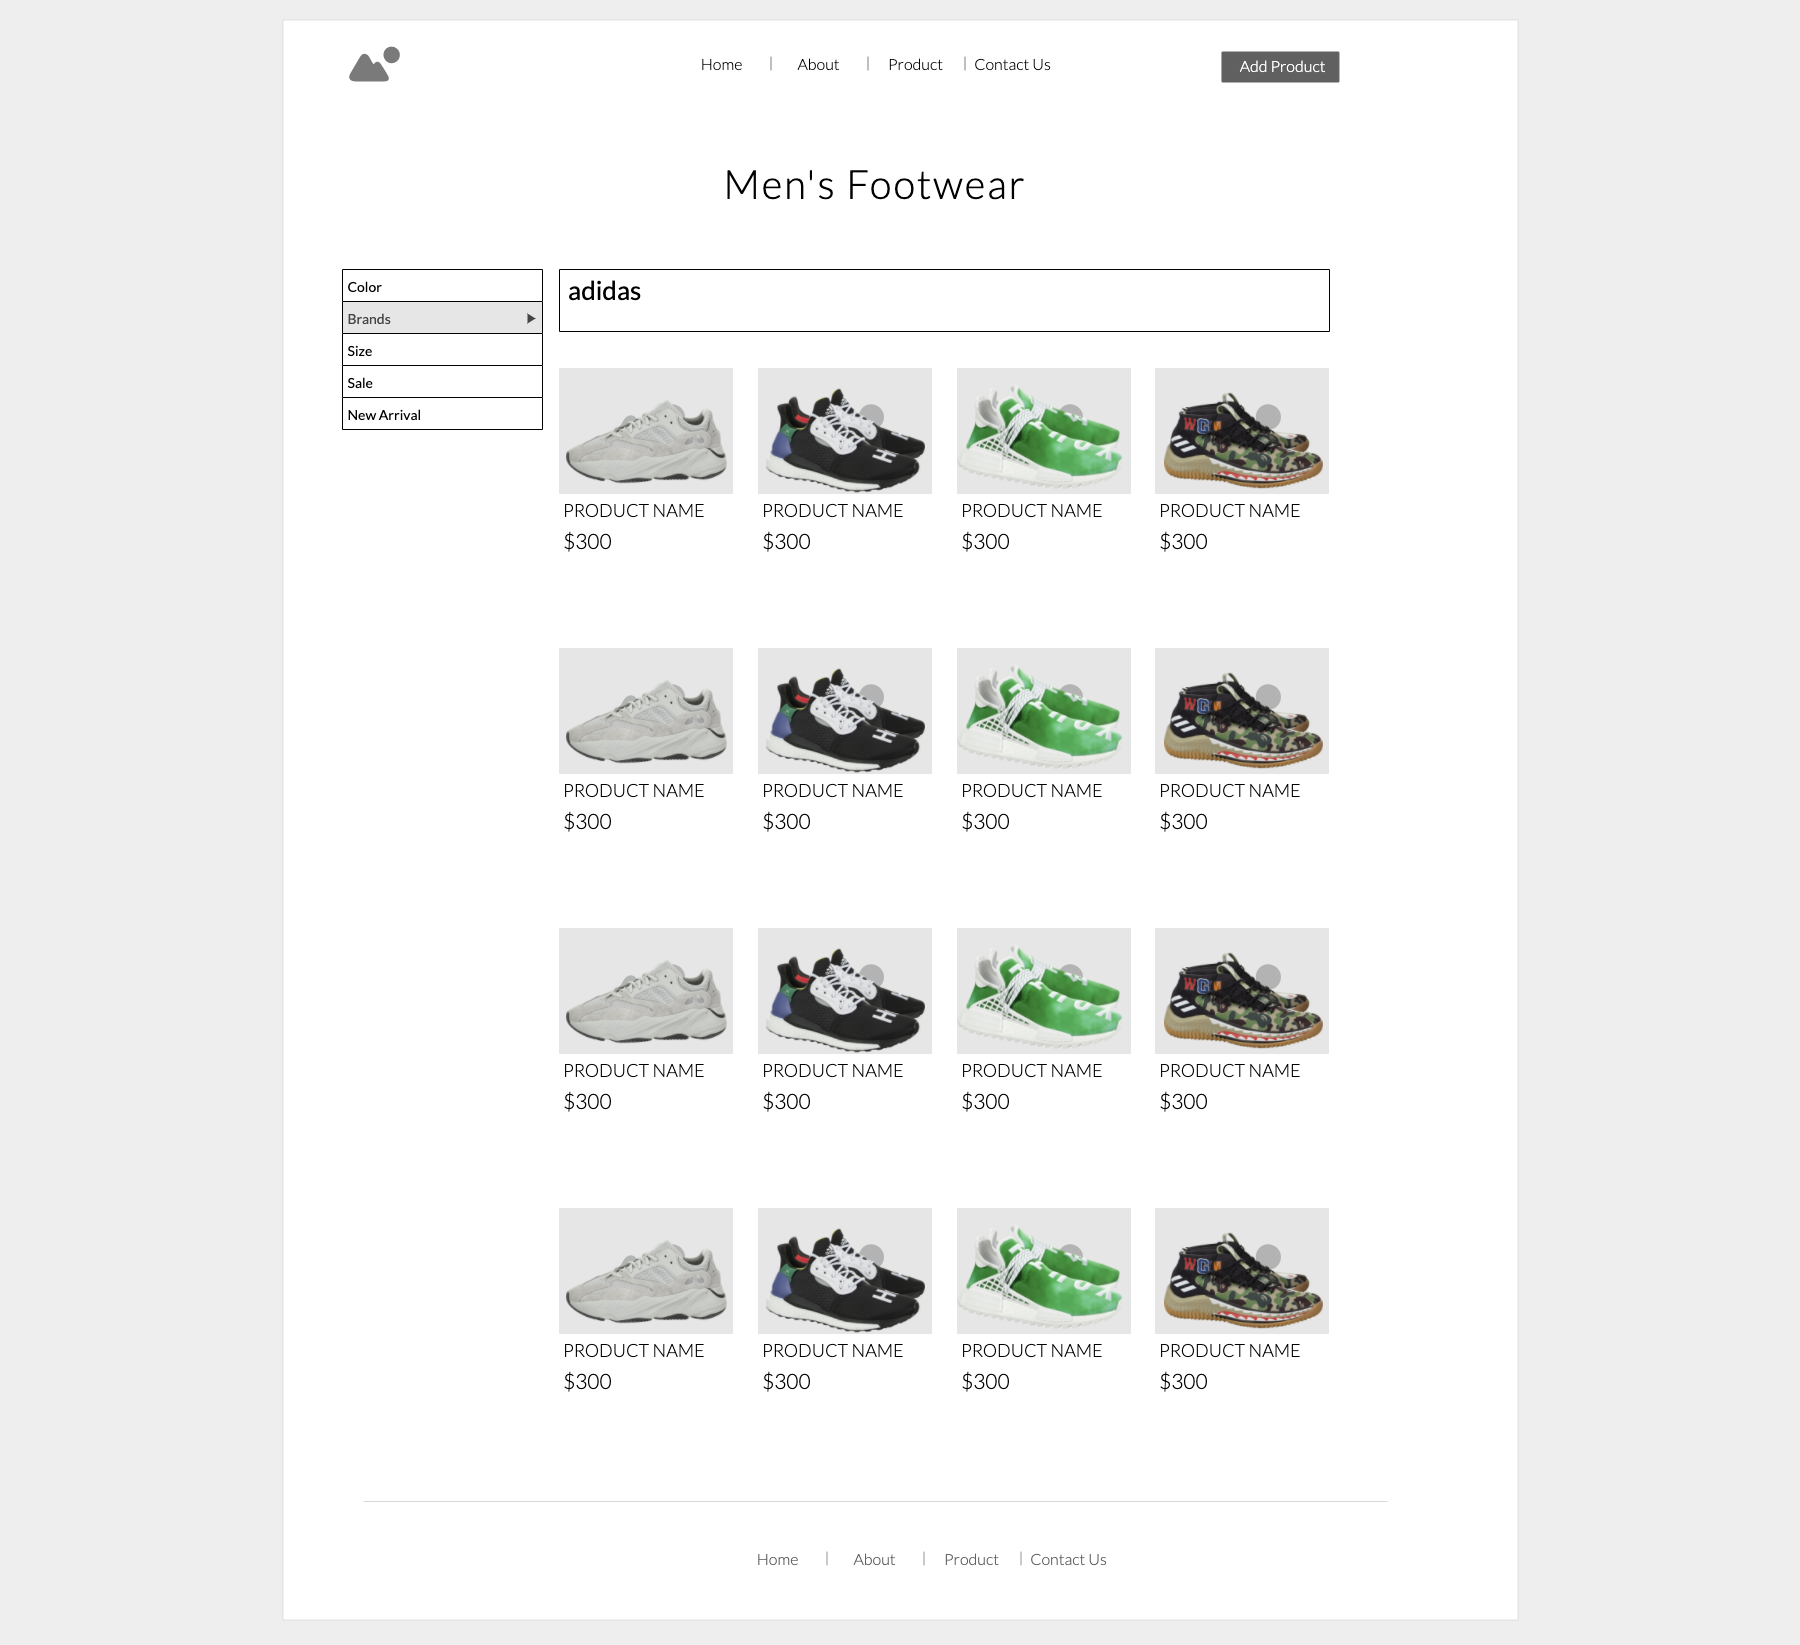 Home | About | Product | Contact Us
Add Product
Men's Footwear
Color
Brands
Size
Sale
New Arrival
adidas
PRODUCT NAME PRODUCT NAME PRODUCT NAME PRODUCT NAME
$300 $300 $300 $300
PRODUCT NAME PRODUCT NAME PRODUCT NAME PRODUCT NAME
$300 $300 $300 $300
PRODUCT NAME PRODUCT NAME PRODUCT NAME PRODUCT NAME
$300 $300 $300 $300
PRODUCT NAME PRODUCT NAME PRODUCT NAME PRODUCT NAME
$300 $300 $300 $300
Home | About | Product | Contact Us